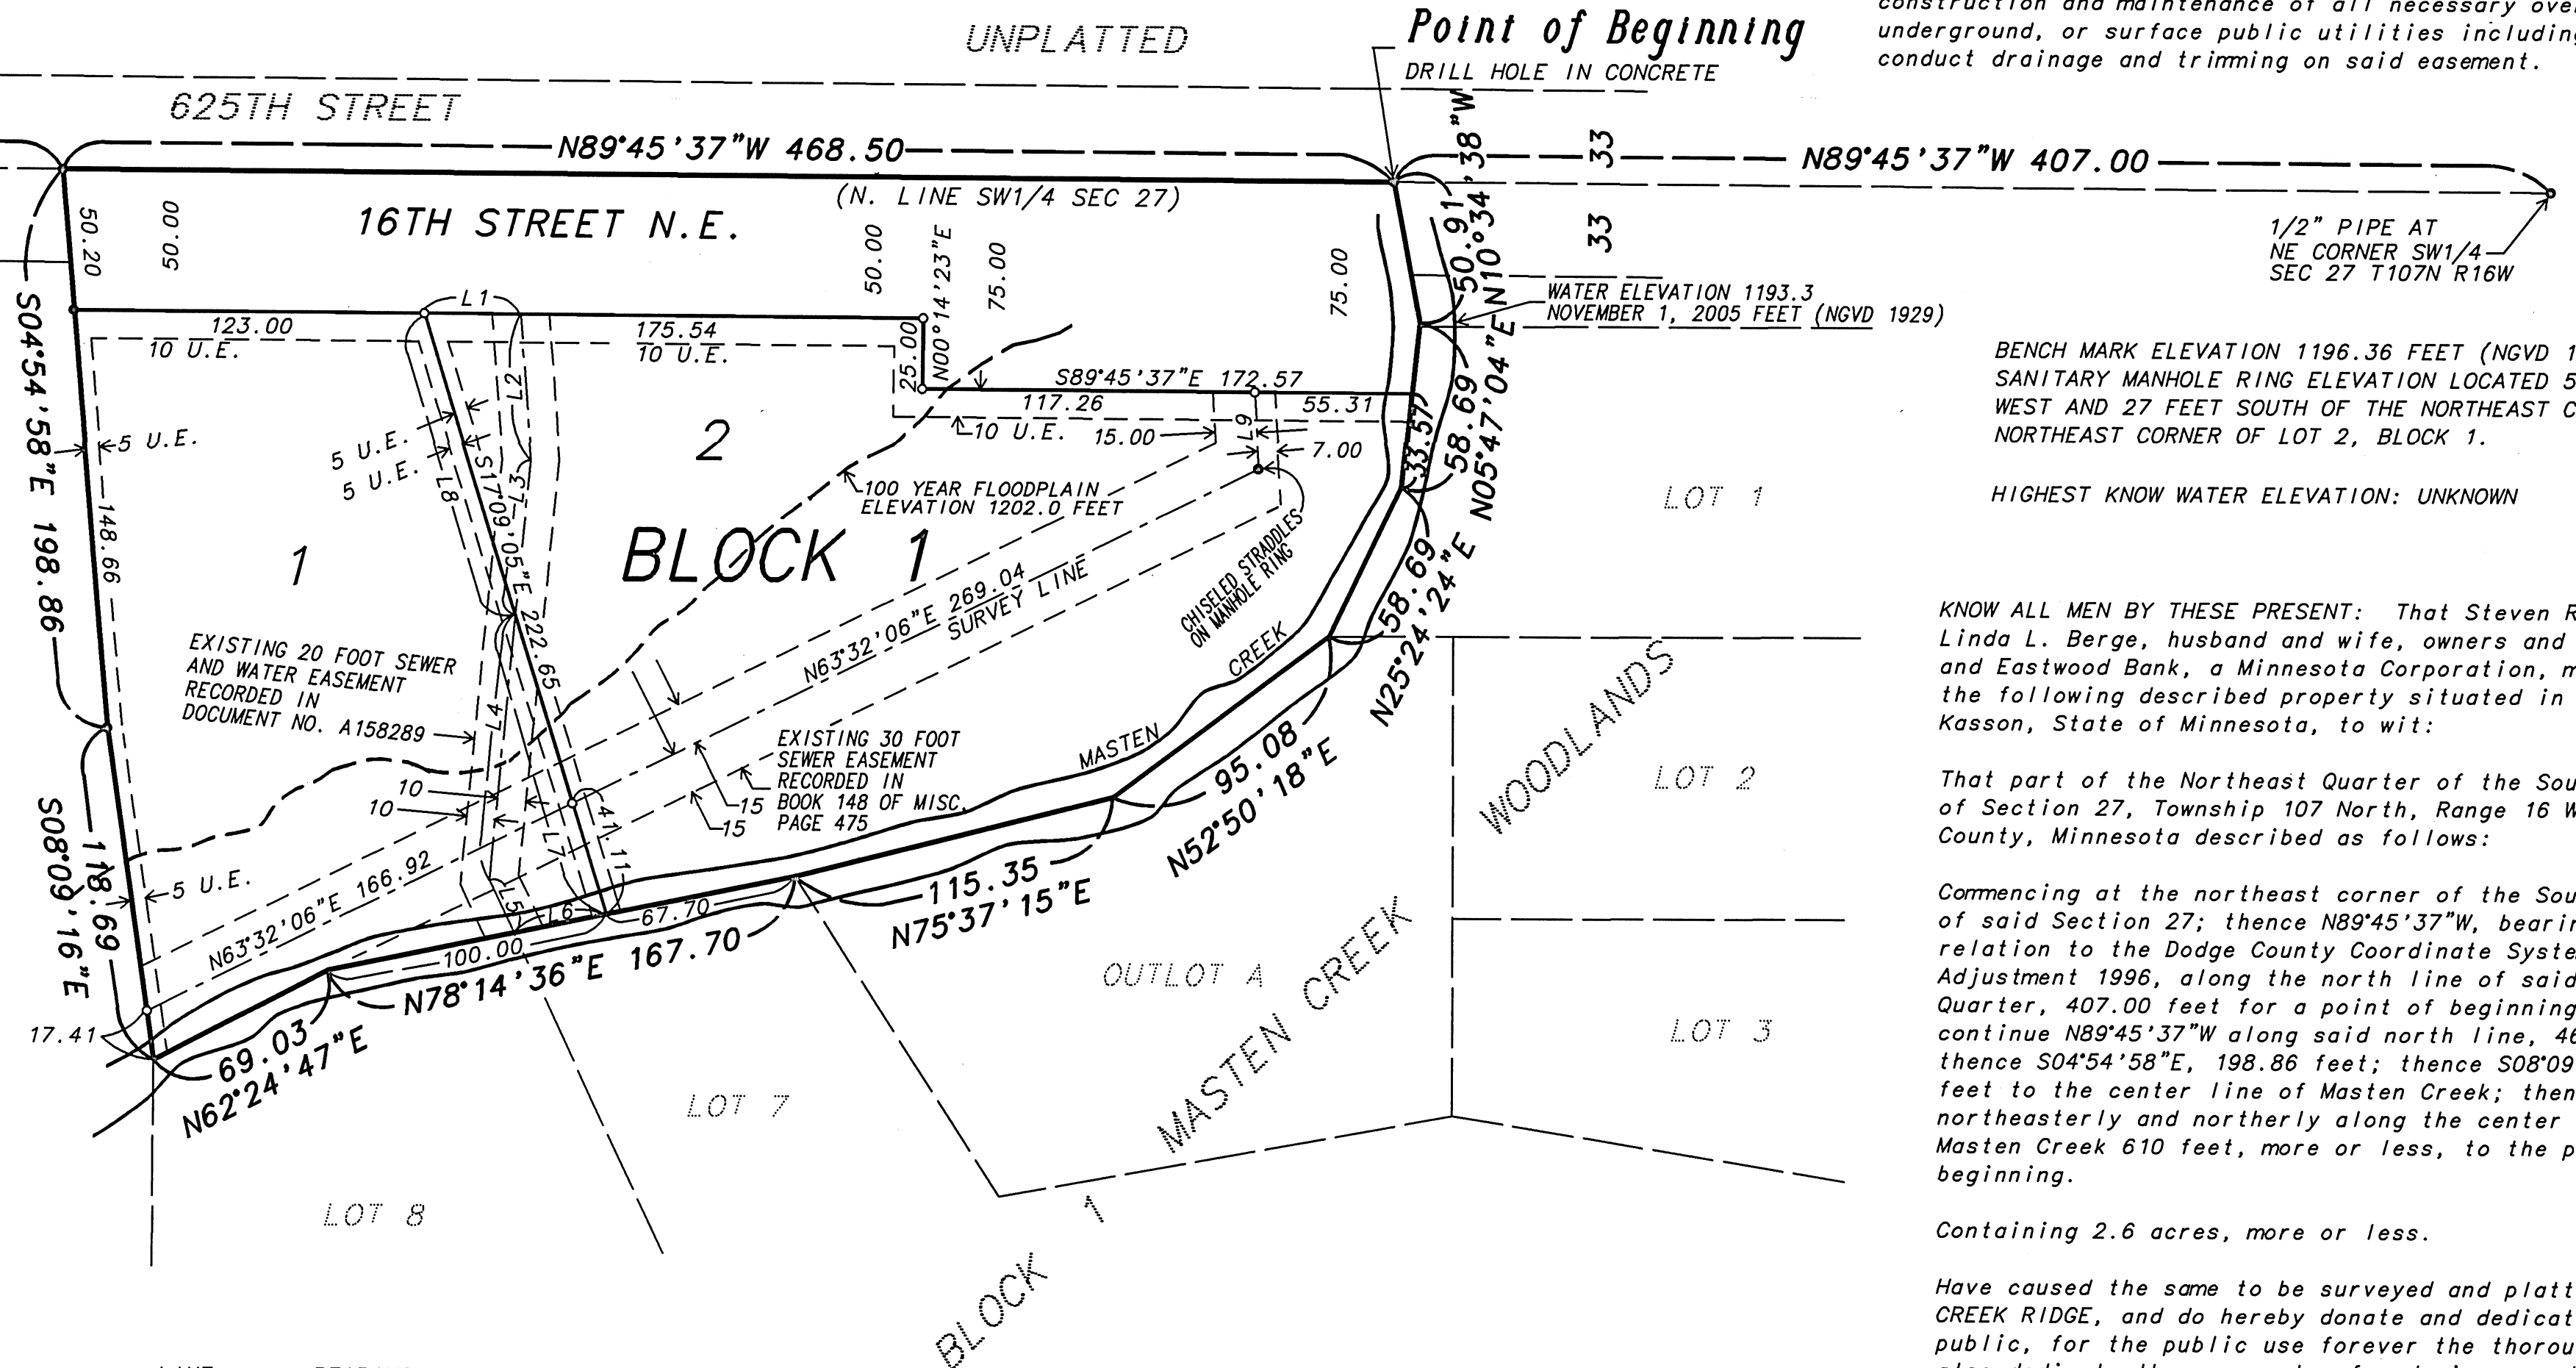 UNPLATTED
Point of Beginning
DRILL HOLE IN CONCRETE
construction and maintenance of all necessary
underground, or surface public utilities including
conduct drainage and trimming on said easement.
625TH STREET
N89°45'37"W 468.50
(N. LINE SW1/4 SEC 27)
N89°45'37"W 407.00
33
33
1/2" PIPE AT
NE CORNER SW1/4
SEC 27 T107N R16W
16TH STREET N.E.
50.20
50.00
50.00
N00°14'23"E
75.00
75.00
50.91
N10°34'38"W
WATER ELEVATION 1193.3
NOVEMBER 1, 2005 FEET (NGVD 1929)
L1
123.00
10 U.E.
175.54
10 U.E.
25.00
S89°45'37"E 172.57
117.26
55.31
10 U.E.
15.00
L9
7.00
33.57
58.69
N05°47'04"E
S04°54'58"E 198.86
5 U.E.
148.66
5 U.E.
5 U.E.
L8
L2
L3
S17°09'05"E 222.65
1
2
BLOCK 1
100 YEAR FLOODPLAIN
ELEVATION 1202.0 FEET
N63°32'06"E 269.04
SURVEY LINE
CHISELED STRADDLES
ON MANHOLE RING
58.69
N25°24'24"E
LOT 1
BENCH MARK ELEVATION 1196.36 FEET (NGVD
SANITARY MANHOLE RING ELEVATION LOCATED
WEST AND 27 FEET SOUTH OF THE NORTHEAST
NORTHEAST CORNER OF LOT 2, BLOCK 1.
HIGHEST KNOW WATER ELEVATION: UNKNOWN
EXISTING 20 FOOT SEWER
AND WATER EASEMENT
RECORDED IN
DOCUMENT NO. A158289
L4
10
10
L7
EXISTING 30 FOOT
SEWER EASEMENT
RECORDED IN
BOOK 148 OF MISC.
PAGE 475
15
15
MASTEN CREEK
95.08
N52°50'18"E
WOODLANDS
LOT 2
KNOW ALL MEN BY THESE PRESENT: That Steven
Linda L. Berge, husband and wife, owners and
and Eastwood Bank, a Minnesota Corporation,
the following described property situated in
Kasson, State of Minnesota, to wit:
That part of the Northeast Quarter of the
of Section 27, Township 107 North, Range 16
County, Minnesota described as follows:
Commencing at the northeast corner of the
of said Section 27; thence N89°45'37"W,
relation to the Dodge County Coordinate
Adjustment 1996, along the north line of said
Quarter, 407.00 feet for a point of beginning
continue N89°45'37"W along said north line,
thence S04°54'58"E, 198.86 feet; thence S08°09
feet to the center line of Masten Creek;
northeasterly and northerly along the center
Masten Creek 610 feet, more or less, to the
beginning.
Containing 2.6 acres, more or less.
Have caused the same to be surveyed and
CREEK RIDGE, and do hereby donate and
public, for the public use forever the
118.69
S08°09'16"E
5 U.E.
N63°32'06"E 166.92
L5
L6
41.11
67.70
100.00
N78°14'36"E 167.70
115.35
N75°37'15"E
17.41
69.03
N62°24'47"E
OUTLOT A
MASTEN CREEK
LOT 3
LOT 7
LOT 8
BLOCK 1